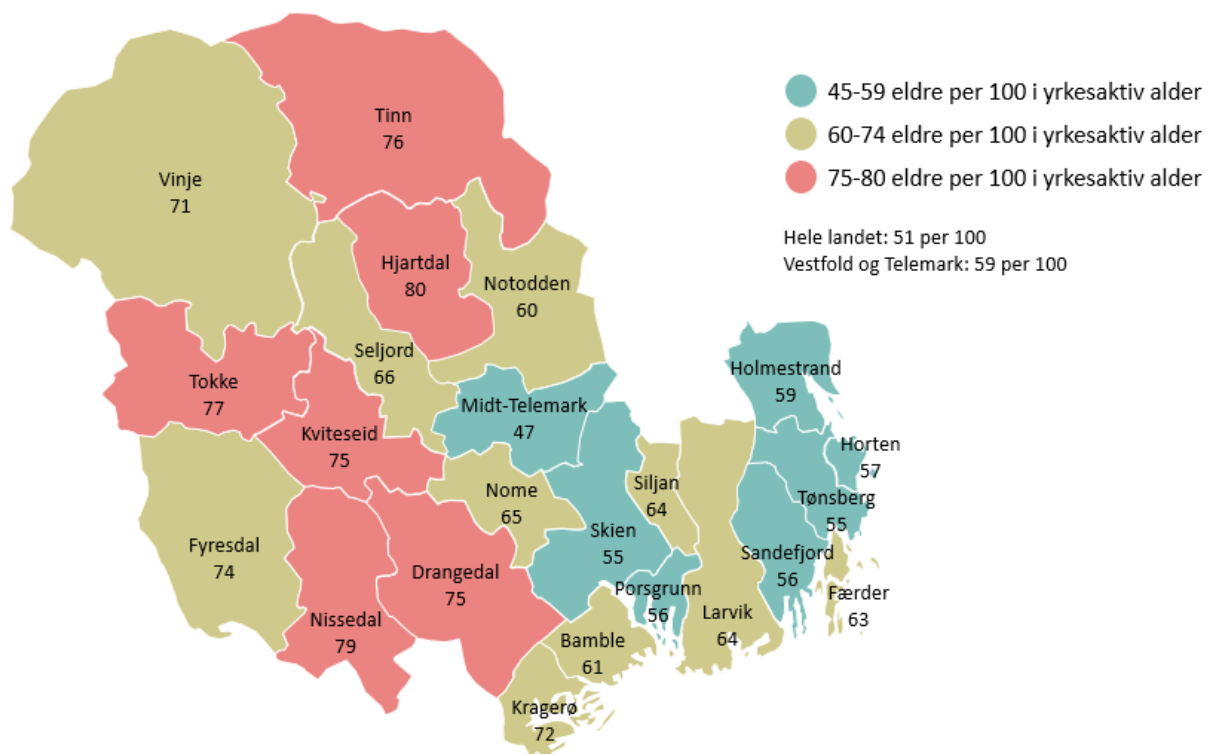 45-59 eldre per 100 i yrkesaktiv alder
60-74 eldre per 100 i yrkesaktiv alder
75-80 eldre per 100 i yrkesaktiv alder
Hele landet: 51 per 100
Vestfold og Telemark: 59 per 100
Tinn
76
Vinje
71
Hjartdal
80
Notodden
60
Seljord
66
Tokke
77
Midt-Telemark
47
Kviteseid
75
Holmestrand
59
Horten
57
Nome
65
Siljan
64
Tønsberg
55
Skien
55
Fyresdal
74
Sandefjord
56
Drangedal
75
Porsgrunn
56
Færder
63
Nissedal
79
Larvik
64
Bamble
61
Kragerø
72